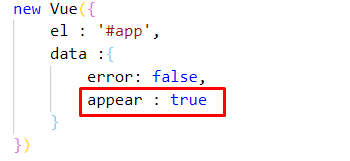 new Vue({
el : '#app',
data :{
error: false,
appear : true
}
})